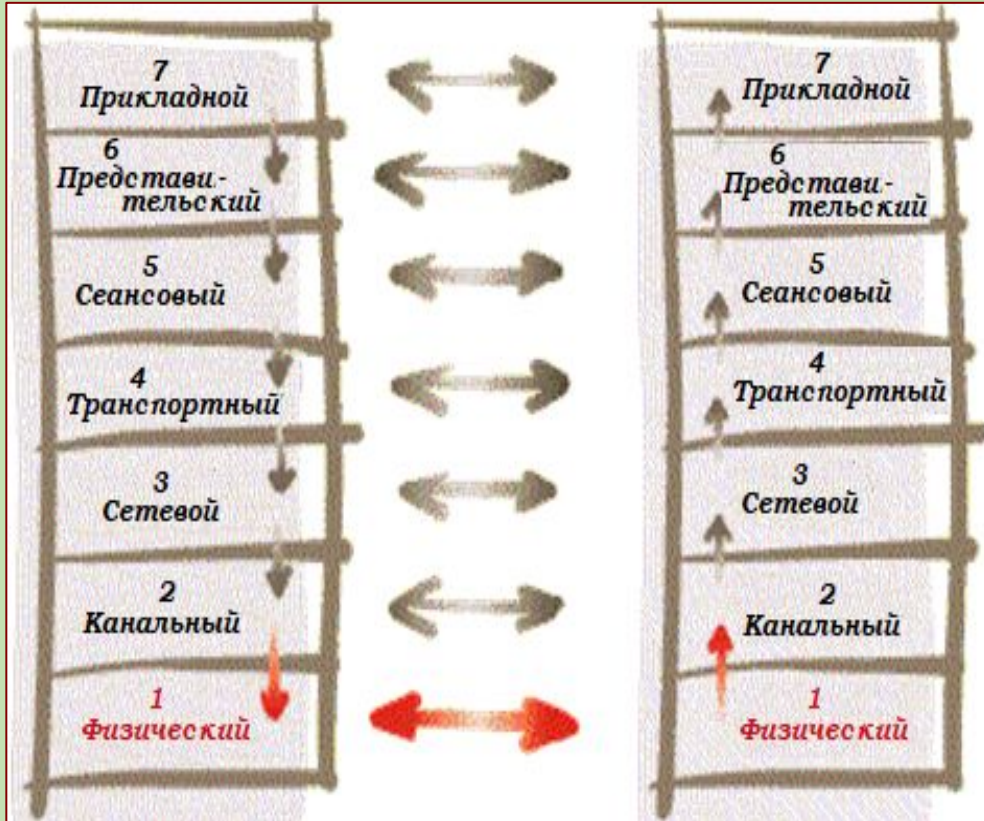 7
Прикладной
6
Представи-
тельский
5
Сеансовый
4
Транспортный
3
Сетевой
2
Канальный
1
Физический
7
Прикладной
6
Представи-
тельский
5
Сеансовый
4
Транспортный
3
Сетевой
2
Канальный
1
Физический